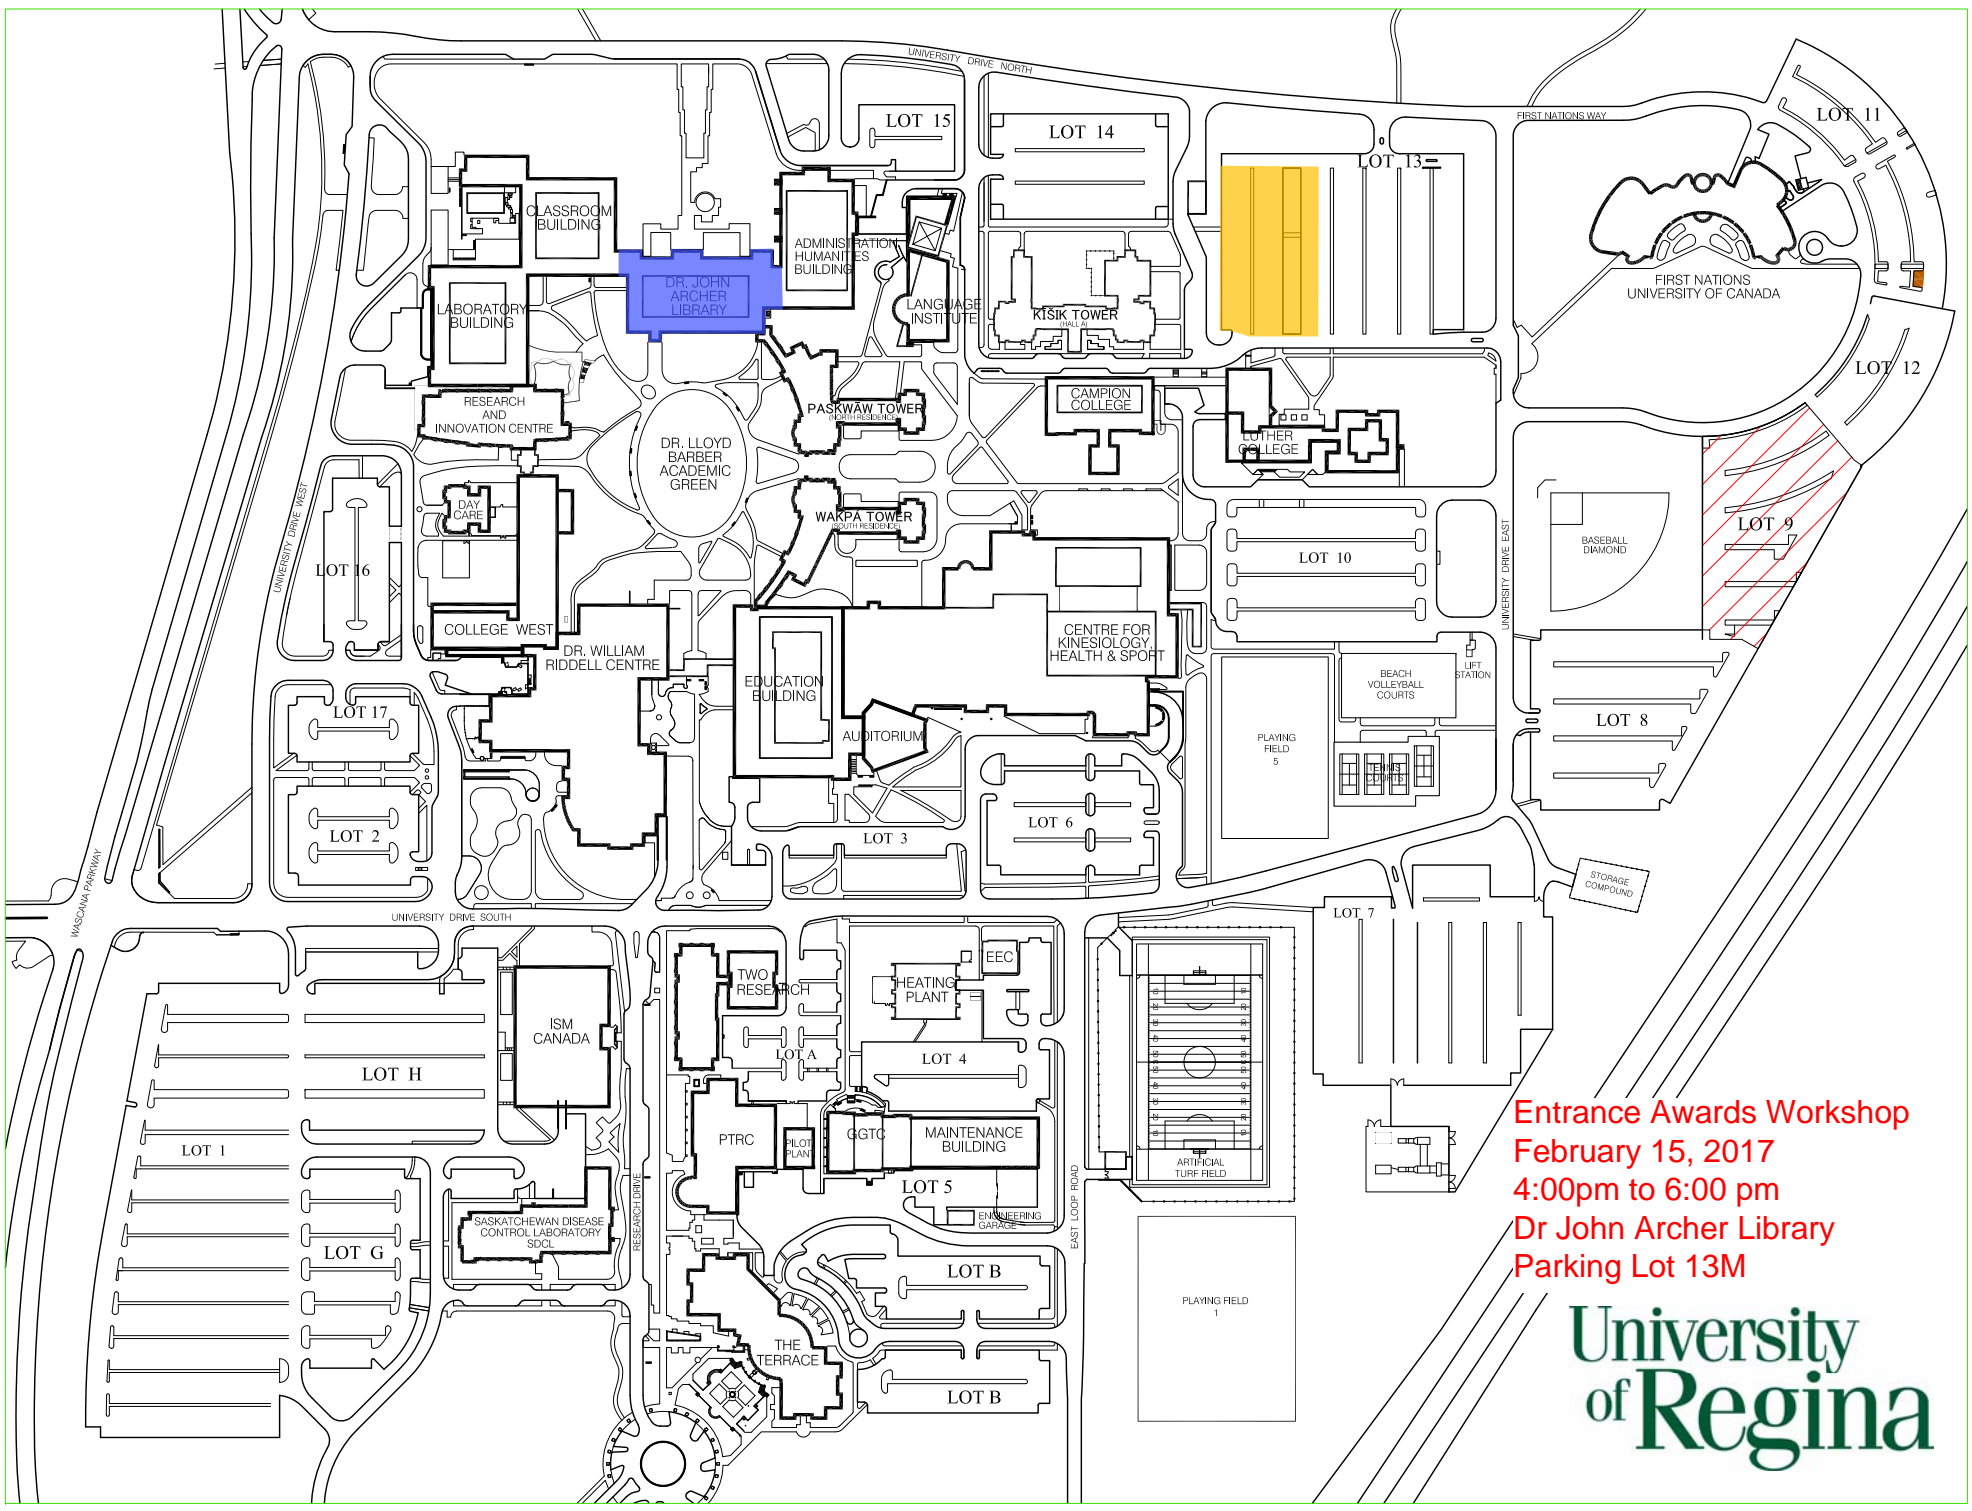 UNIVERSITY DRIVE NORTH
FIRST NATIONS WAY
LOT 11
LOT 15
LOT 14
LOT 13
CLASSROOM
BUILDING
ADMINISTRATION
HUMANITIES
BUILDING
DR. JOHN
ARCHER
LIBRARY
LABORATORY
BUILDING
LANGUAGE
INSTITUTE
KĪSIK TOWER
(HALL A)
FIRST NATIONS
UNIVERSITY OF CANADA
LOT 12
RESEARCH
AND
INNOVATION CENTRE
PASKWĀW TOWER
(NORTH RESIDENCE)
CAMPION
COLLEGE
LUTHER
COLLEGE
DR. LLOYD
BARBER
ACADEMIC
GREEN
DAY
CARE
WAKPÁ TOWER
(SOUTH RESIDENCE)
UNIVERSITY DRIVE WEST
LOT 16
LOT 10
UNIVERSITY DRIVE EAST
BASEBALL
DIAMOND
LOT 9
COLLEGE WEST
DR. WILLIAM
RIDDELL CENTRE
CENTRE FOR
KINESIOLOGY,
HEALTH & SPORT
EDUCATION
BUILDING
BEACH
VOLLEYBALL
COURTS
LIFT
STATION
LOT 17
AUDITORIUM
PLAYING
FIELD
5
TENNIS
COURTS
LOT 8
LOT 2
LOT 3
LOT 6
WASCANA PARKWAY
STORAGE
COMPOUND
UNIVERSITY DRIVE SOUTH
LOT 7
TWO
RESEARCH
HEATING
PLANT
EEC
ISM
CANADA
LOT A
LOT 4
LOT H
LOT 1
PTRC
PILOT
PLANT
GGTC
MAINTENANCE
BUILDING
ARTIFICIAL
TURF FIELD
LOT 5
ENGINEERING
GARAGE
RESEARCH DRIVE
EAST LOOP ROAD
SASKATCHEWAN DISEASE
CONTROL LABORATORY
SDCL
LOT G
LOT B
PLAYING FIELD
1
THE
TERRACE
LOT B
Entrance Awards Workshop
February 15, 2017
4:00pm to 6:00 pm
Dr John Archer Library
Parking Lot 13M
University
of Regina